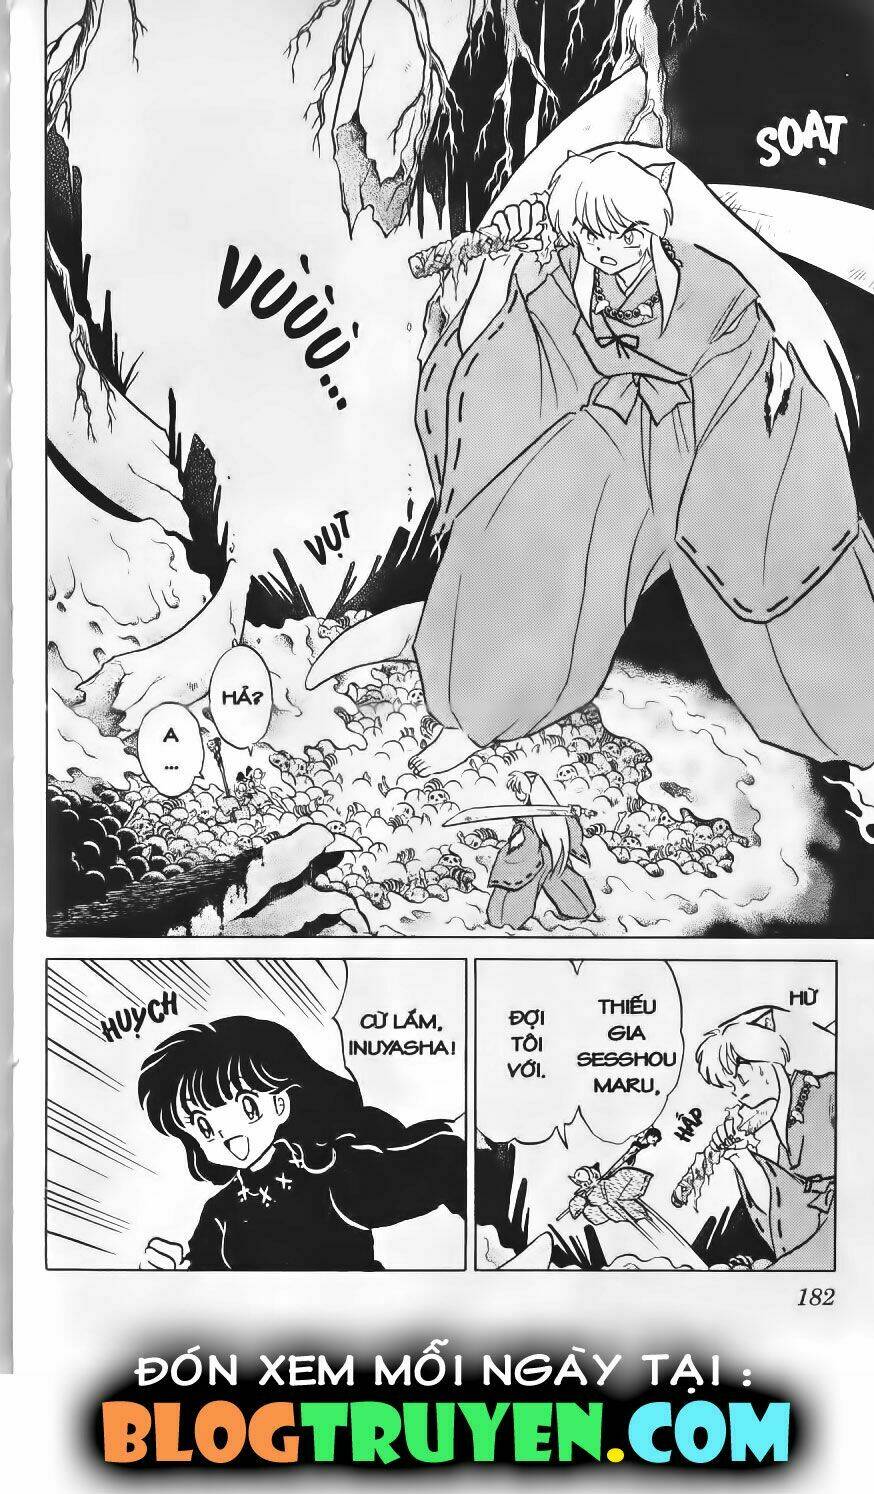 SOẠT
VÙÙÙ...
VỤT
HẢ?
A
...
HỪ
THIẾU
GIA
SESSHOU
MARU,
ĐỢI
TÔI
VỚI.
HẤP
CỪ LẮM,
INUYASHA!
HUỴCH
182
ĐÓN XEM MỖI NGÀY TẠI :
BLOGTRUYEN.COM